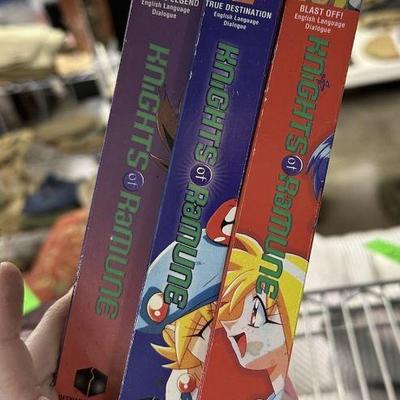 LEGEND
English Language
Dialogue
KNIGHTS of RAMUNE
TRUE DESTINATION
English Language
Dialogue
KNIGHTS of RAMUNE
BLAST OFF!
English Language
Dialogue
KNIGHTS of RAMUNE